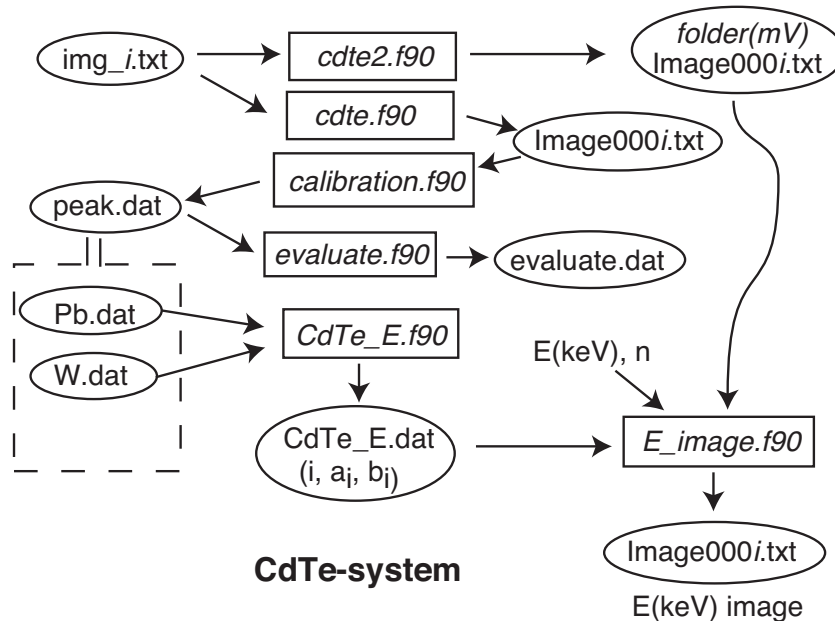 img_i.txt
cdte2.f90
folder(mV)
Image000i.txt
cdte.f90
Image000i.txt
calibration.f90
peak.dat
evaluate.f90
evaluate.dat
Pb.dat
CdTe_E.f90
W.dat
E(keV), n
CdTe_E.dat
(i, ai, bi)
E_image.f90
Image000i.txt
CdTe-system
E(keV) image